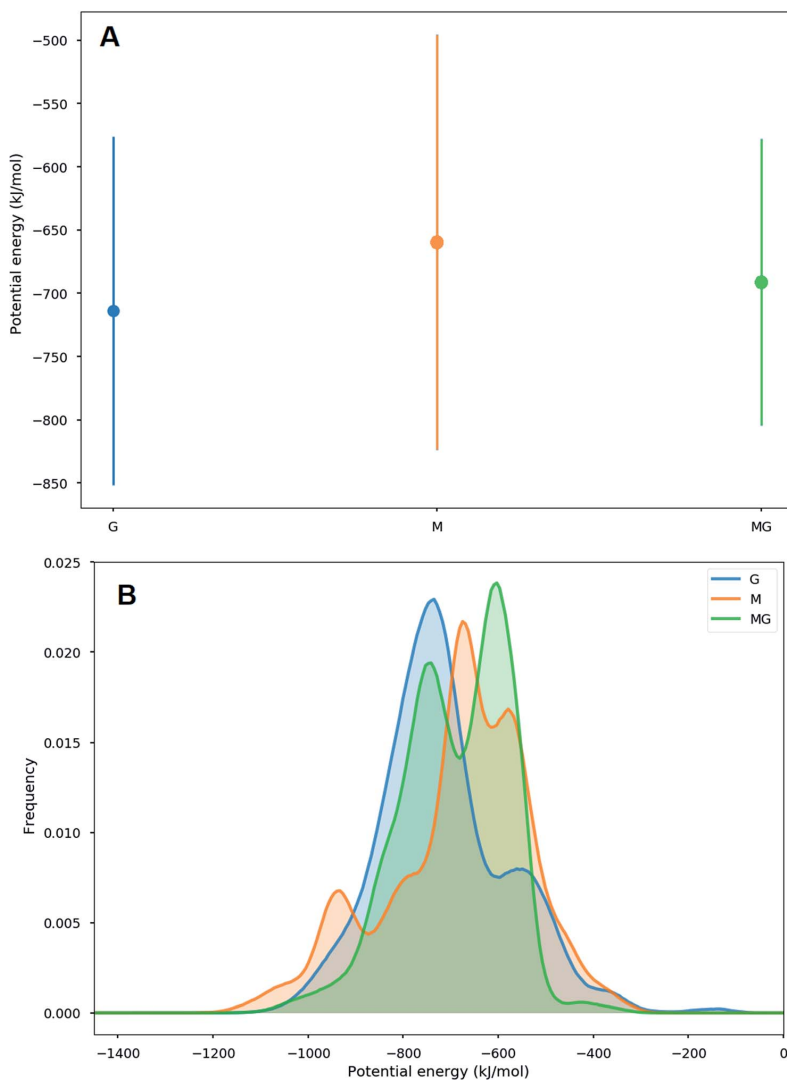 A
Potential energy (kJ/mol)
−500
−550
−600
−650
−700
−750
−800
−850
G M MG
B
G
M
MG
Frequency
0.025
0.020
0.015
0.010
0.005
0.000
−1400 −1200 −1000 −800 −600 −400 −200 0
Potential energy (kJ/mol)